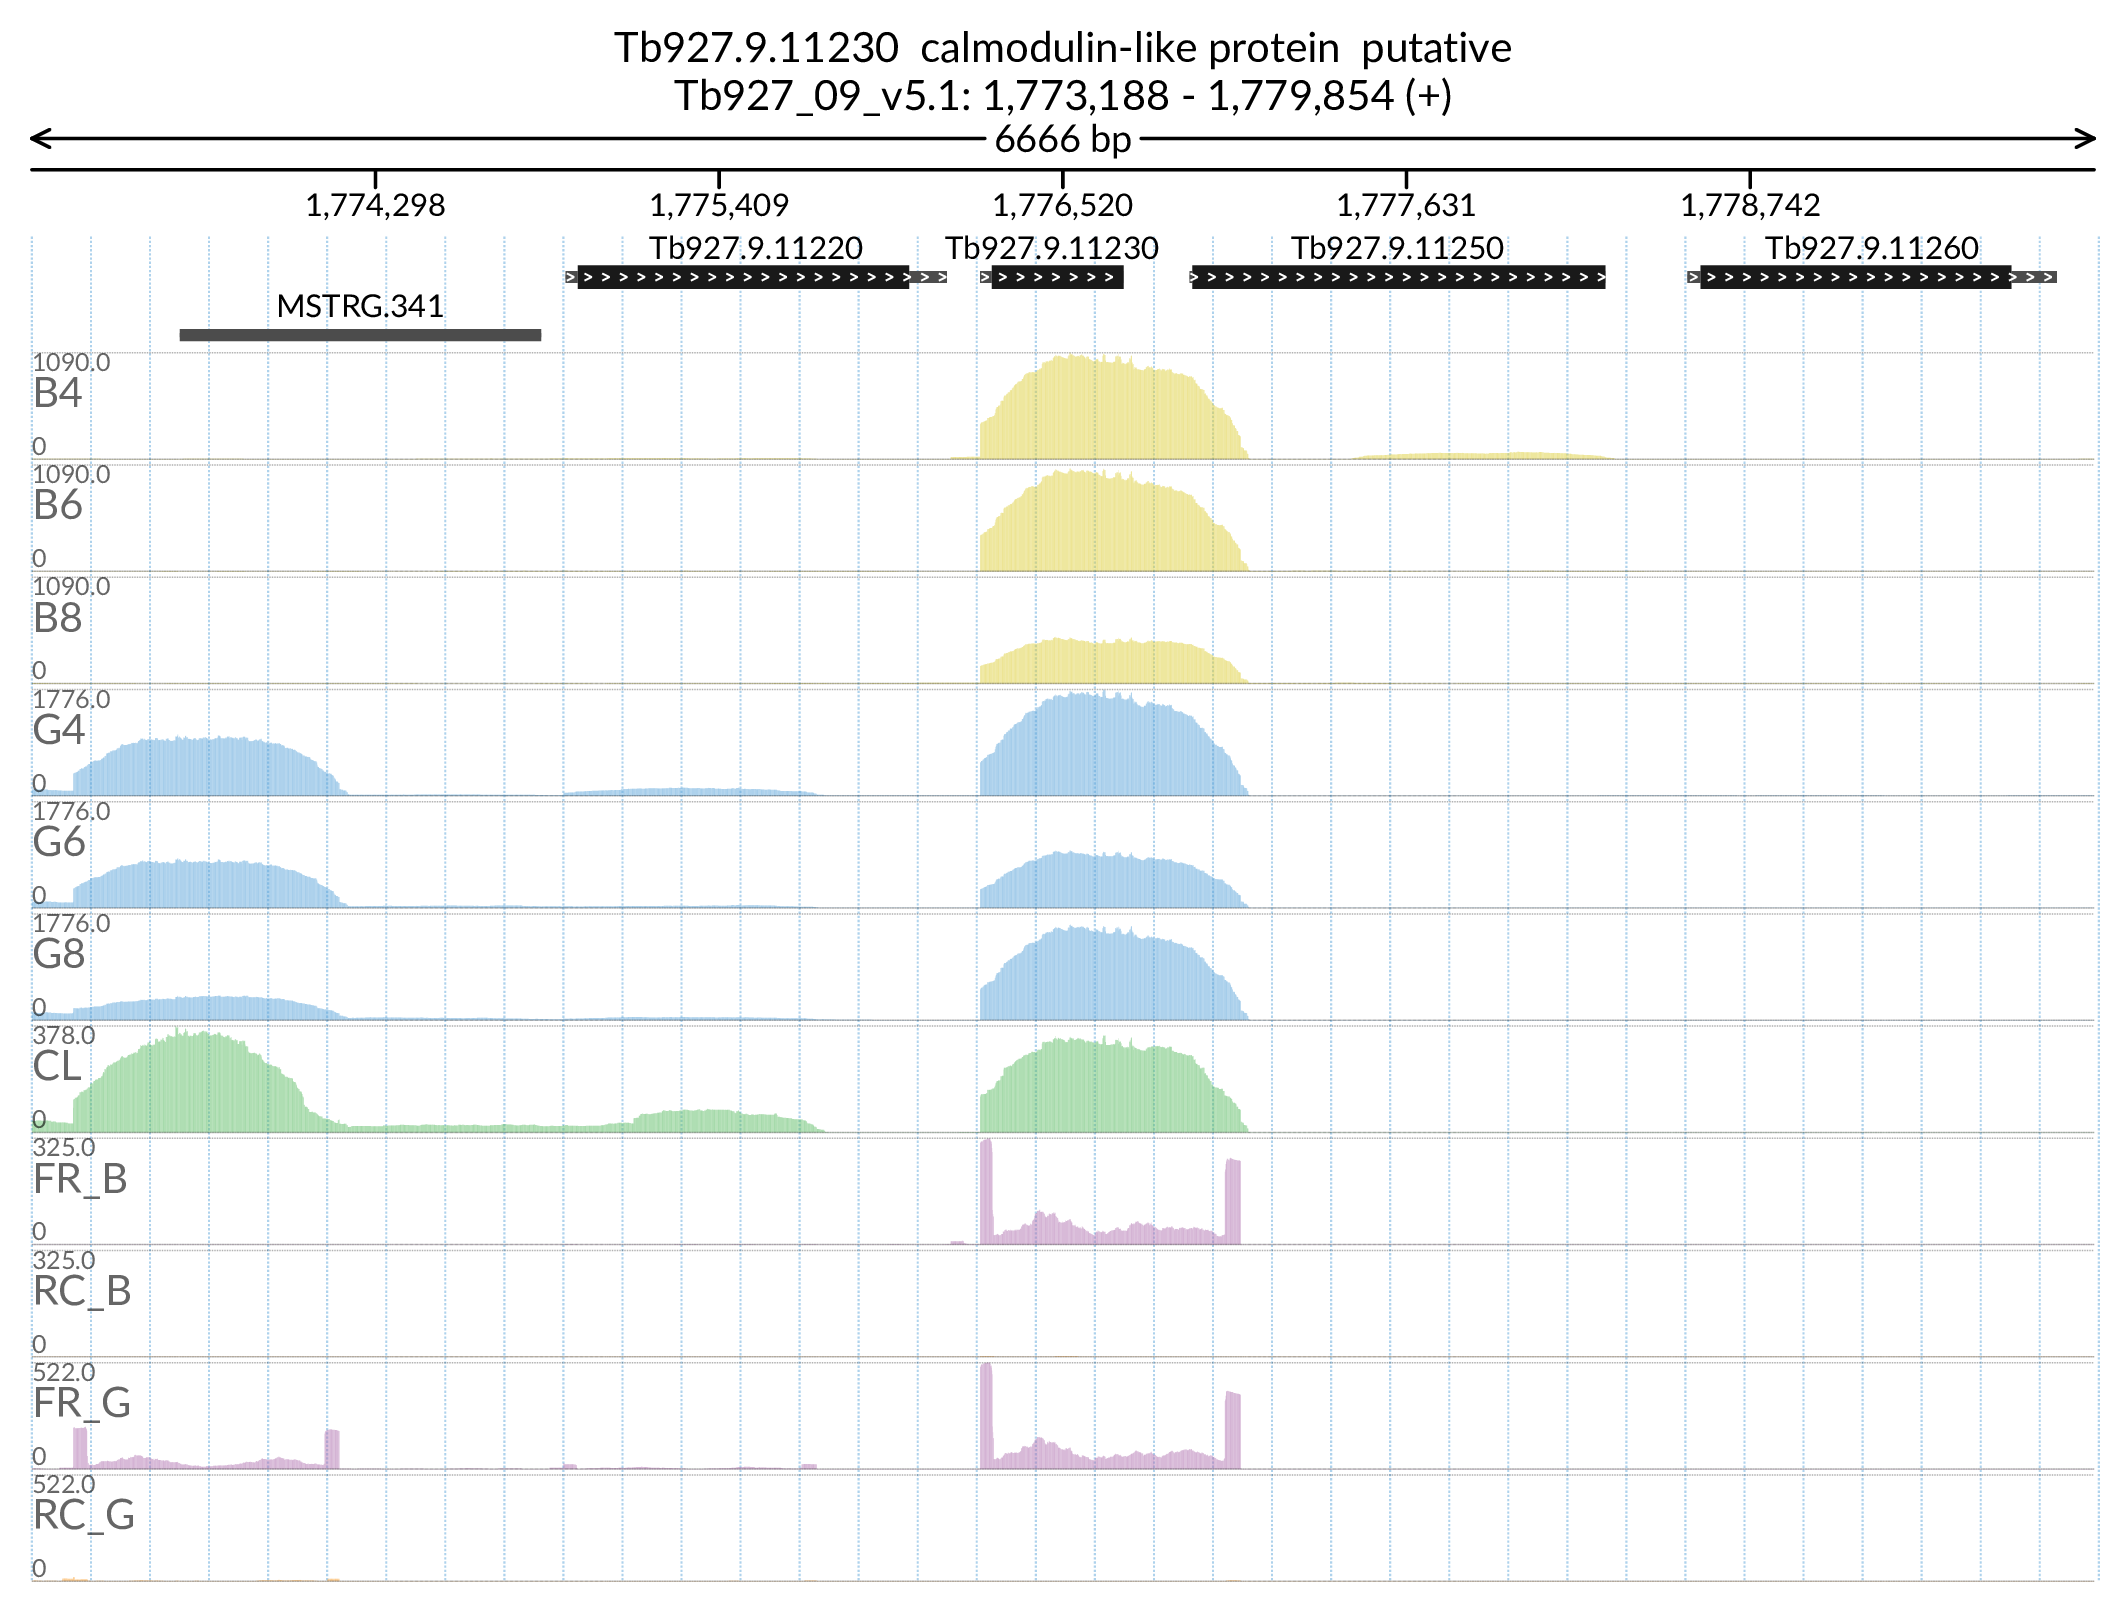 Tb927.9.11230 calmodulin-like protein putative
Tb927_09_v5.1: 1,773,188 - 1,779,854 (+)
6666 bp
1,774,298 1,775,409 1,776,520 1,777,631 1,778,742
Tb927.9.11220 Tb927.9.11230 Tb927.9.11250 Tb927.9.11260
MSTRG.341
1090.0
B4
0
1090.0
B6
0
1090.0
B8
0
1776.0
G4
0
1776.0
G6
0
1776.0
G8
0
378.0
CL
0
325.0
FR_B
0
325.0
RC_B
0
522.0
FR_G
0
522.0
RC_G
0